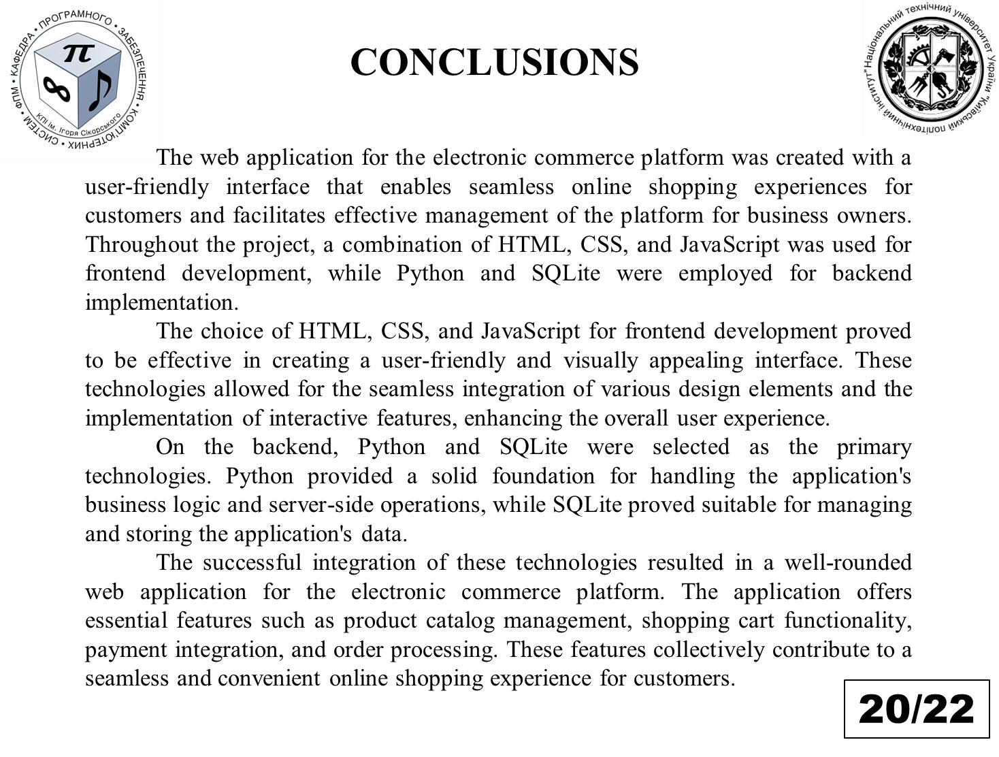 • ФПМ • КАФЕДРА • ПРОГРАМНОГО • ЗАБЕЗПЕЧЕННЯ • КОМП'ЮТЕРНИХ • СИСТЕМ
π
∞
КПІ ім. Ігоря Сікорського
CONCLUSIONS
Національний технічний університет України "Київський політехнічний інститут"
The web application for the electronic commerce platform was created with a
user-friendly interface that enables seamless online shopping experiences for
customers and facilitates effective management of the platform for business owners.
Throughout the project, a combination of HTML, CSS, and JavaScript was used for
frontend development, while Python and SQLite were employed for backend
implementation.
The choice of HTML, CSS, and JavaScript for frontend development proved
to be effective in creating a user-friendly and visually appealing interface. These
technologies allowed for the seamless integration of various design elements and the
implementation of interactive features, enhancing the overall user experience.
On the backend, Python and SQLite were selected as the primary
technologies. Python provided a solid foundation for handling the application's
business logic and server-side operations, while SQLite proved suitable for managing
and storing the application's data.
The successful integration of these technologies resulted in a well-rounded
web application for the electronic commerce platform. The application offers
essential features such as product catalog management, shopping cart functionality,
payment integration, and order processing. These features collectively contribute to a
seamless and convenient online shopping experience for customers.
20/22